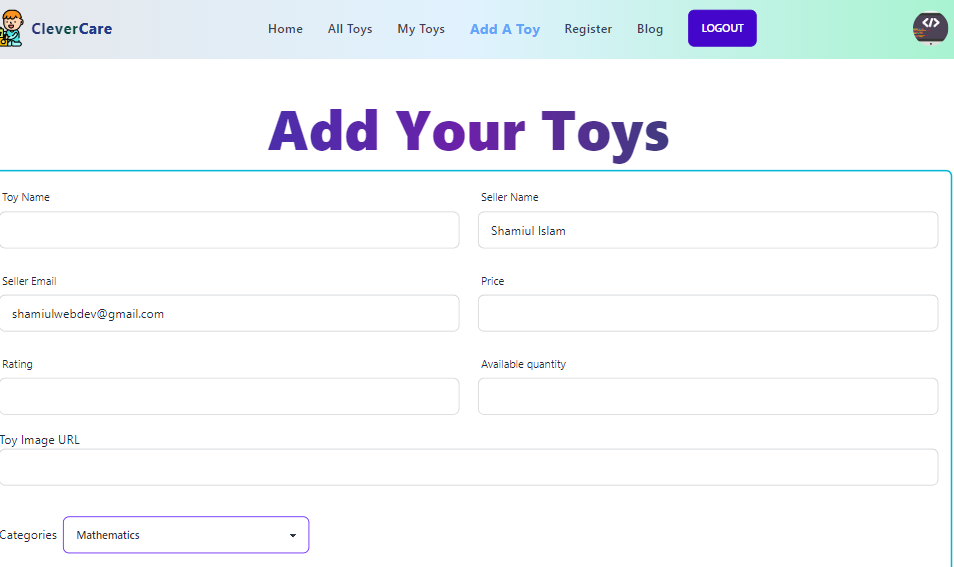 CleverCare Home All Toys My Toys Add A Toy Register Blog LOGOUT
Add Your Toys
Toy Name Seller Name
Shamiul Islam
Seller Email Price
shamiulwebdev@gmail.com
Rating Available quantity
Toy Image URL
Categories Mathematics